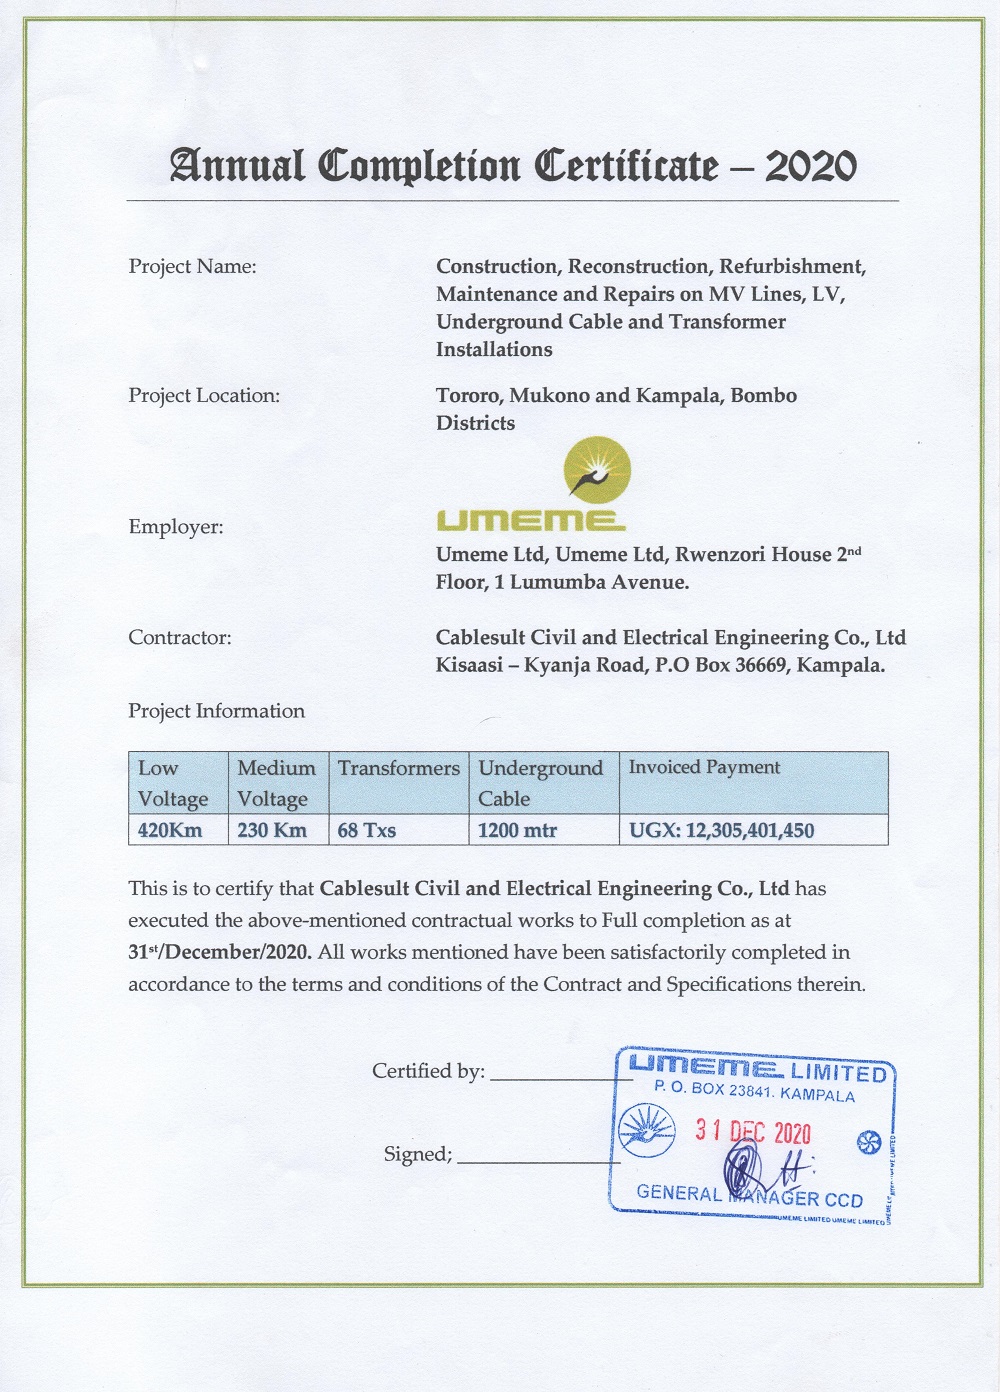 Annual Completion Certificate – 2020
Project Name:
Construction, Reconstruction, Refurbishment,
Maintenance and Repairs on MV Lines, LV,
Underground Cable and Transformer
Installations
Project Location:
Tororo, Mukono and Kampala, Bombo
Districts
UMEME
Employer:
Umeme Ltd, Umeme Ltd, Rwenzori House 2nd
Floor, 1 Lumumba Avenue.
Contractor:
Cablesult Civil and Electrical Engineering Co., Ltd
Kisaasi – Kyanja Road, P.O Box 36669, Kampala.
Project Information
Low Voltage
Medium Voltage
Transformers
Underground Cable
Invoiced Payment
420Km
230 Km
68 Txs
1200 mtr
UGX: 12,305,401,450
This is to certify that Cablesult Civil and Electrical Engineering Co., Ltd has
executed the above-mentioned contractual works to Full completion as at
31st/December/2020. All works mentioned have been satisfactorily completed in
accordance to the terms and conditions of the Contract and Specifications therein.
Certified by:
UMEME LIMITED
P. O. BOX 23841. KAMPALA
31 DEC 2020
Signed;
GENERAL MANAGER CCD
UMEME LIMITED UMEME LIMITED